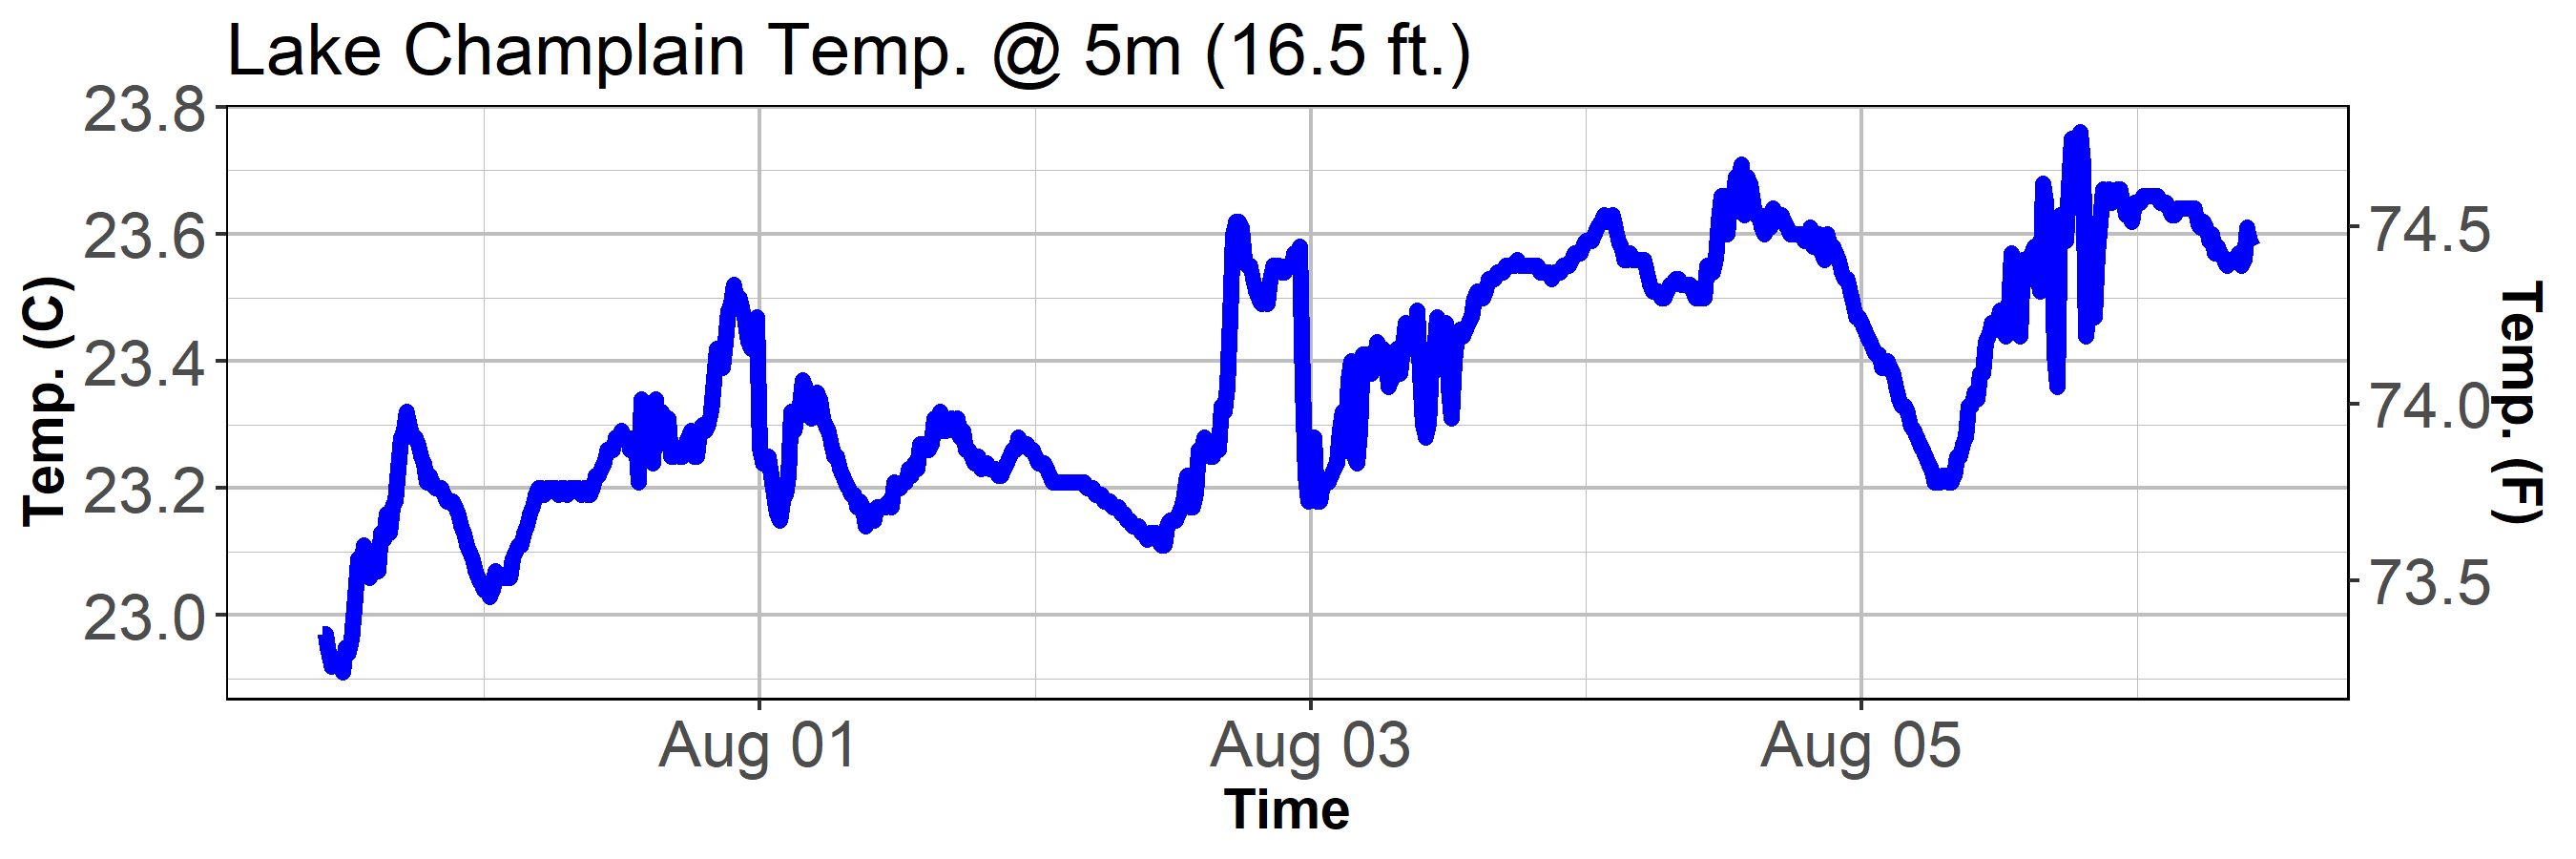 Lake Champlain Temp. @ 5m (16.5 ft.)
Temp. (C)
23.8
23.6
23.4
23.2
23.0
74.5
74.0
73.5
Temp. (F)
Aug 01 Aug 03 Aug 05
Time